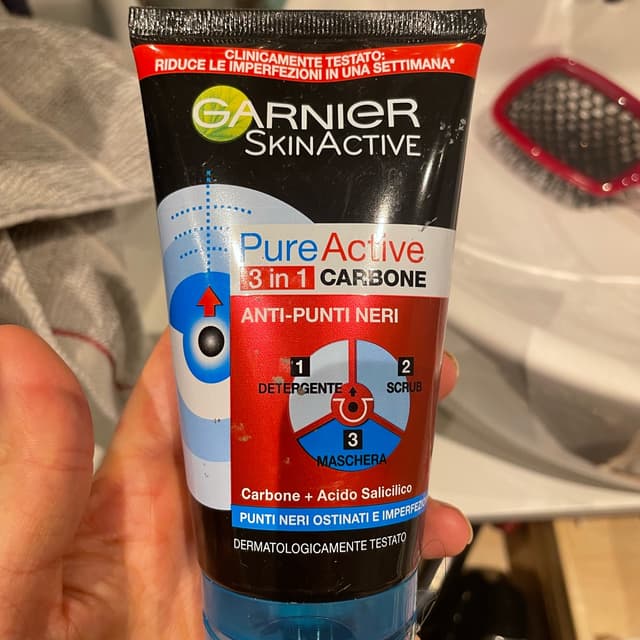 CLINICAMENTE TESTATO:
RIDUCE LE IMPERFEZIONI IN UNA SETTIMANA*
GARNIER
SKINACTIVE
PureActive
3 in 1 CARBONE
ANTI-PUNTI NERI
1
DETERGENTE
2
SCRUB
3
MASCHERA
Carbone + Acido Salicilico
PUNTI NERI OSTINATI E
DERMATOLOGICAMENTE TESTATO